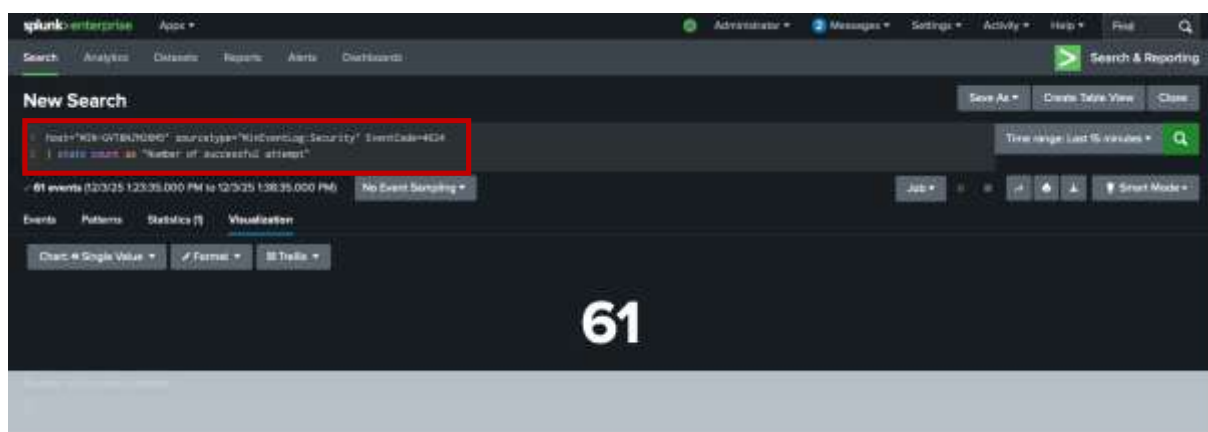 splunk>enterprise Apps Administrator 2 Messages Settings Activity Help Find
Search Analytics Datasets Reports Alerts Dashboards Search & Reporting
New Search Save As Create Table View Close
sourcetype="WinEventLog:Security" EventCode=4624 Time range: Last 15 minutes
| stats count as "Number of successful attempt"
61 events (12/3/25 1:23:35.000 PM to 12/3/25 1:38:35.000 PM) No Event Sampling Job Smart Mode
Events Patterns Statistics (1) Visualization
Chart: # Single Value Format Trellis
61